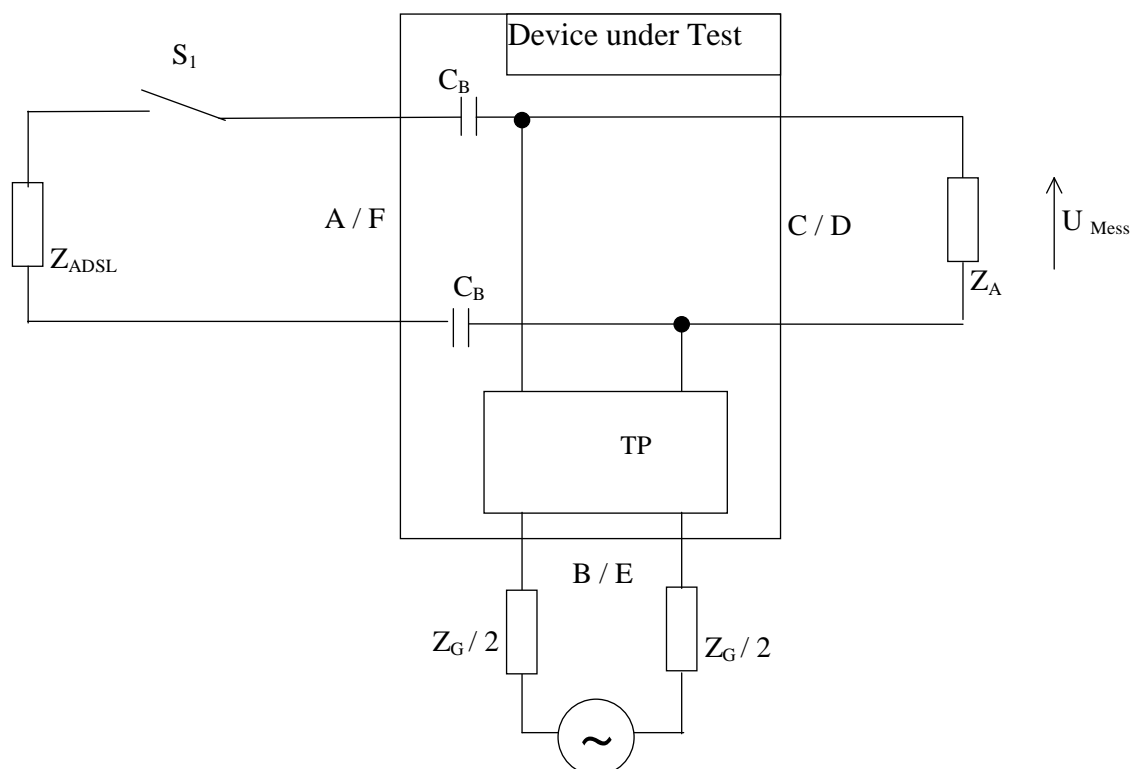 Device under Test
S1
CB
A / F
C / D
U Mess
ZADSL
ZA
CB
TP
B / E
ZG / 2
ZG / 2
~